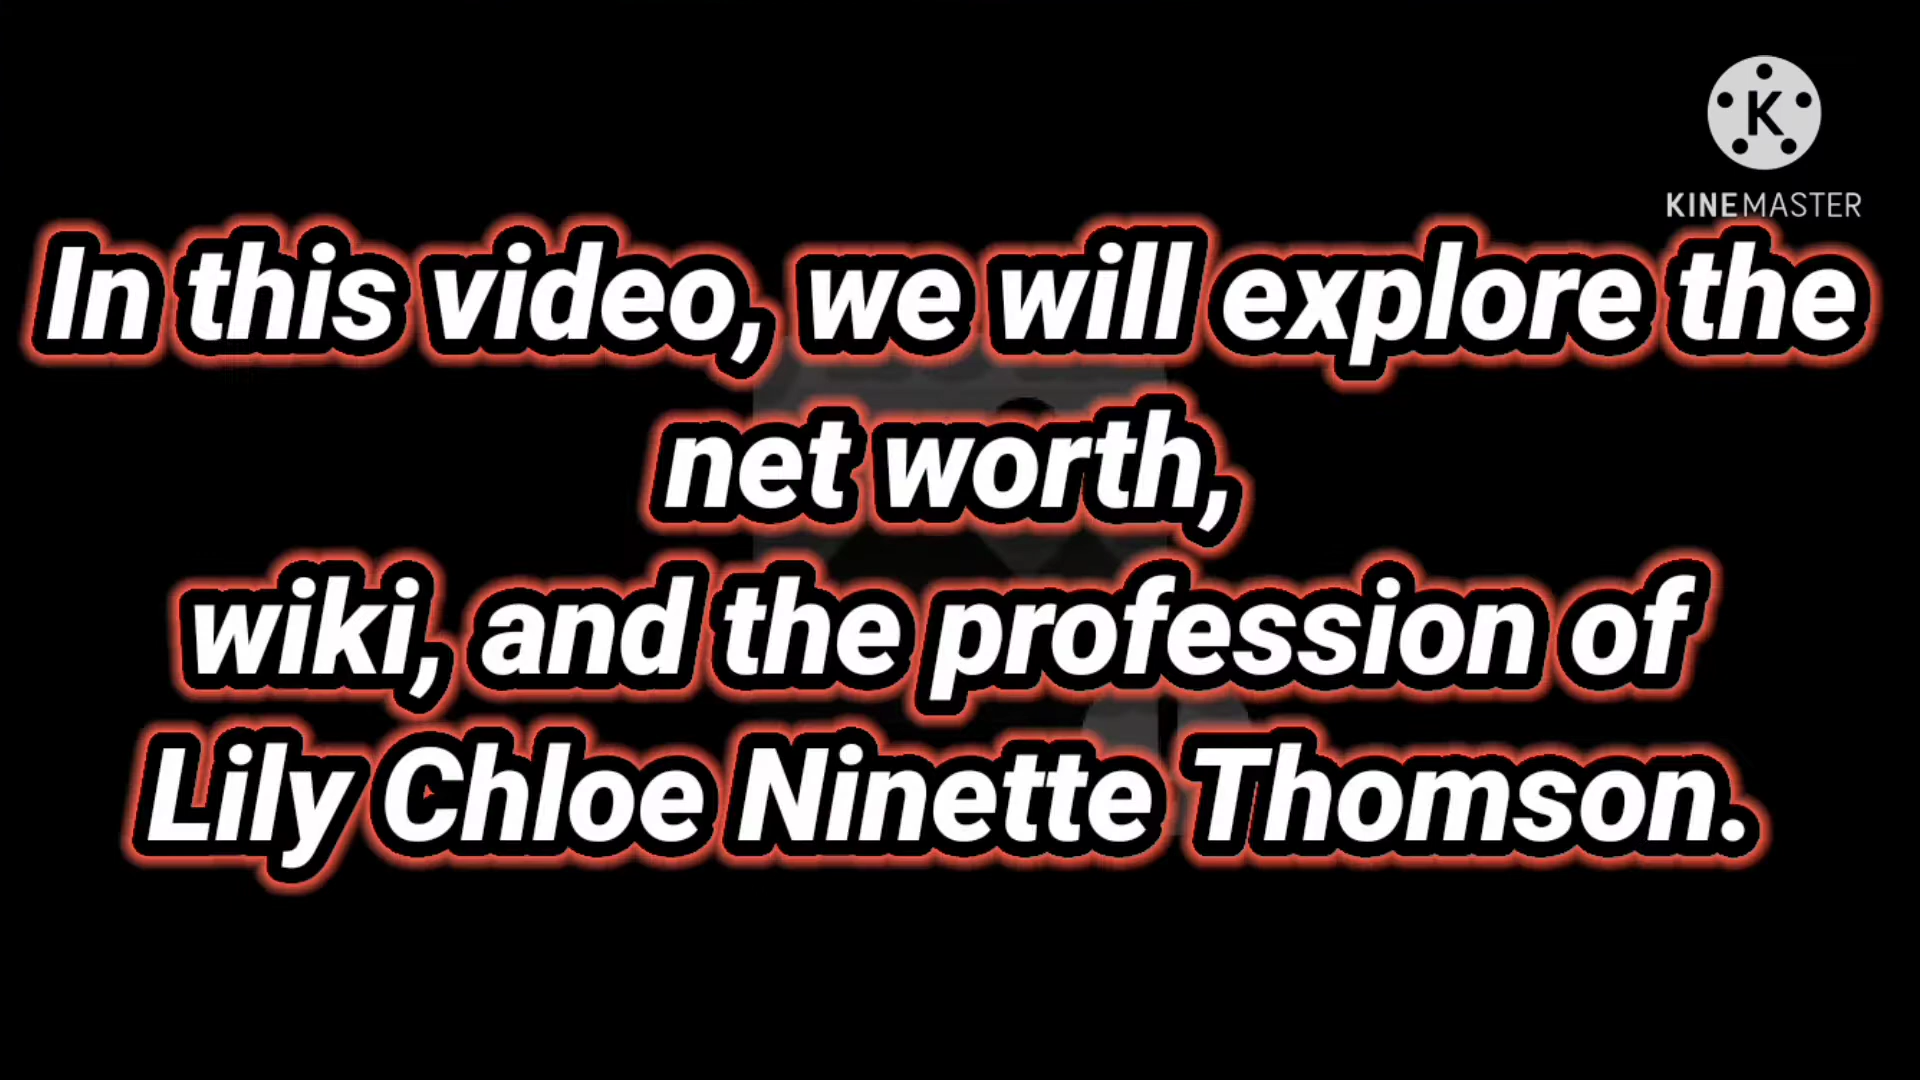 K
KINEMASTER
In this video, we will explore the
net worth,
wiki, and the profession of
Lily Chloe Ninette Thomson.